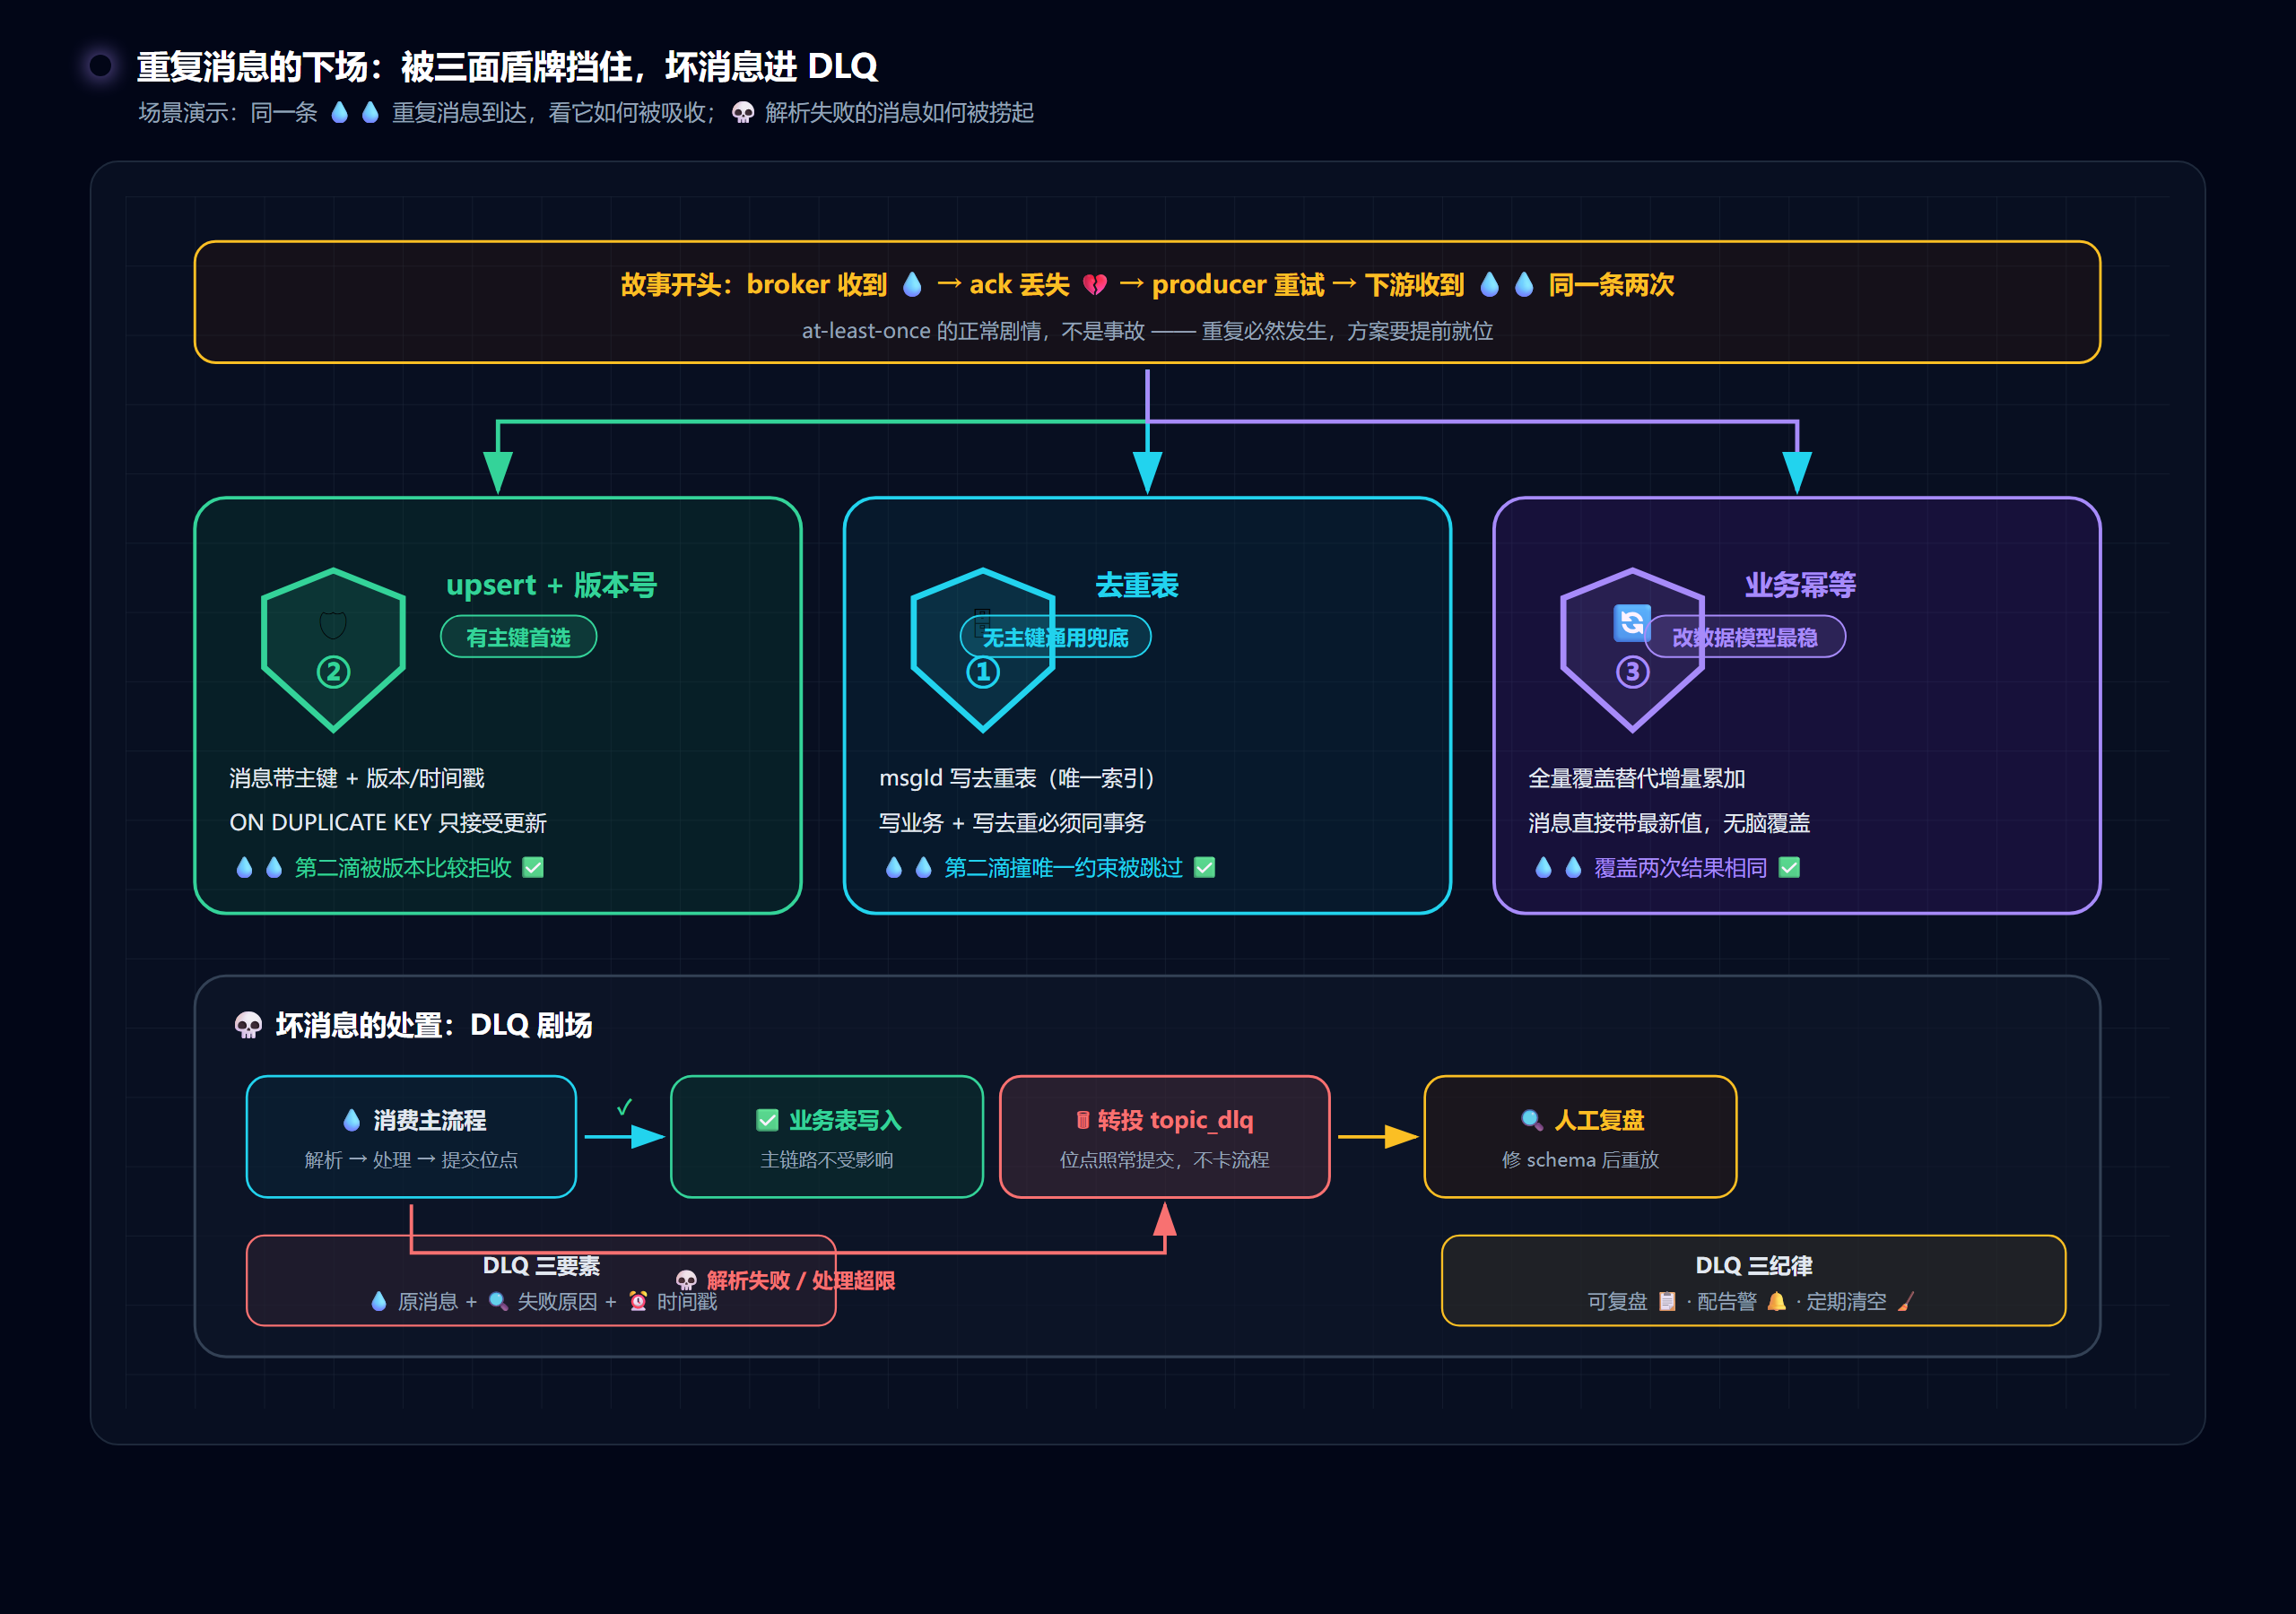 重复消息的下场：被三面盾牌挡住，坏消息进 DLQ
场景演示：同一条 💧💧 重复消息到达，看它如何被吸收；💀 解析失败的消息如何被捞起
故事开头：broker 收到 💧 → ack 丢失 💔 → producer 重试 → 下游收到 💧💧 同一条两次
at-least-once 的正常剧情，不是事故 —— 重复必然发生，方案要提前就位
upsert + 版本号
有主键首选
②
消息带主键 + 版本/时间戳
ON DUPLICATE KEY 只接受更新
💧💧 第二滴被版本比较拒收 ✅
去重表
无主键通用兜底
①
msgId 写去重表（唯一索引）
写业务 + 写去重必须同事务
💧💧 第二滴撞唯一约束被跳过 ✅
业务幂等
改数据模型最稳
③
全量覆盖替代增量累加
消息直接带最新值，无脑覆盖
💧💧 覆盖两次结果相同 ✅
💀 坏消息的处置：DLQ 剧场
💧 消费主流程
解析 → 处理 → 提交位点
✓
✅ 业务表写入
主链路不受影响
转投 topic_dlq
位点照常提交，不卡流程
🔍 人工复盘
修 schema 后重放
DLQ 三要素
💧 原消息 + 🔍 失败原因 + ⏰ 时间戳
💀 解析失败 / 处理超限
DLQ 三纪律
可复盘 📋 · 配告警 🔔 · 定期清空 🧹